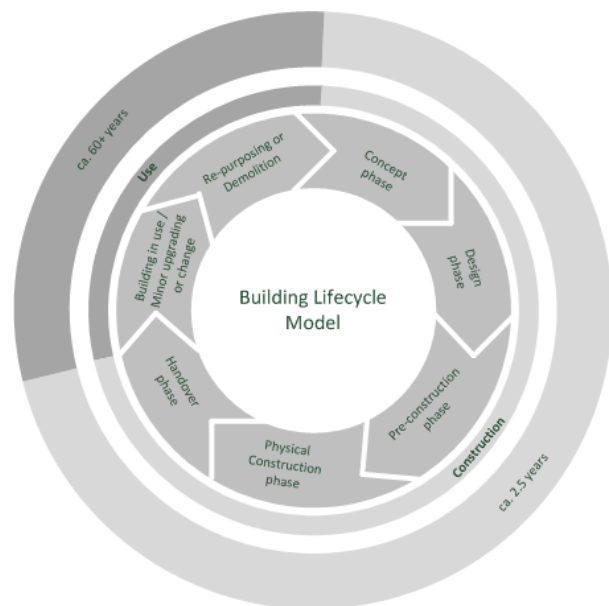 Building Lifecycle
Model
Concept
phase
Design
phase
Pre-construction
phase
Physical
Construction
phase
Handover
phase
Building in use /
Minor upgrading
or change
Re-purposing or
Demolition
Use
Construction
ca. 60+ years
ca. 2.5 years